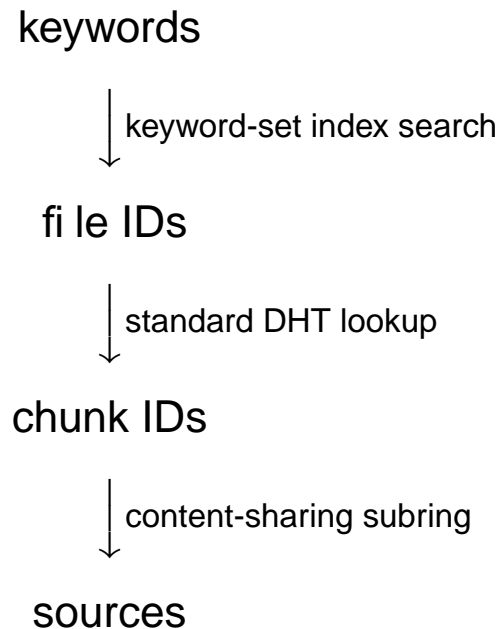 keywords
keyword-set index search
fi le IDs
standard DHT lookup
chunk IDs
content-sharing subring
sources